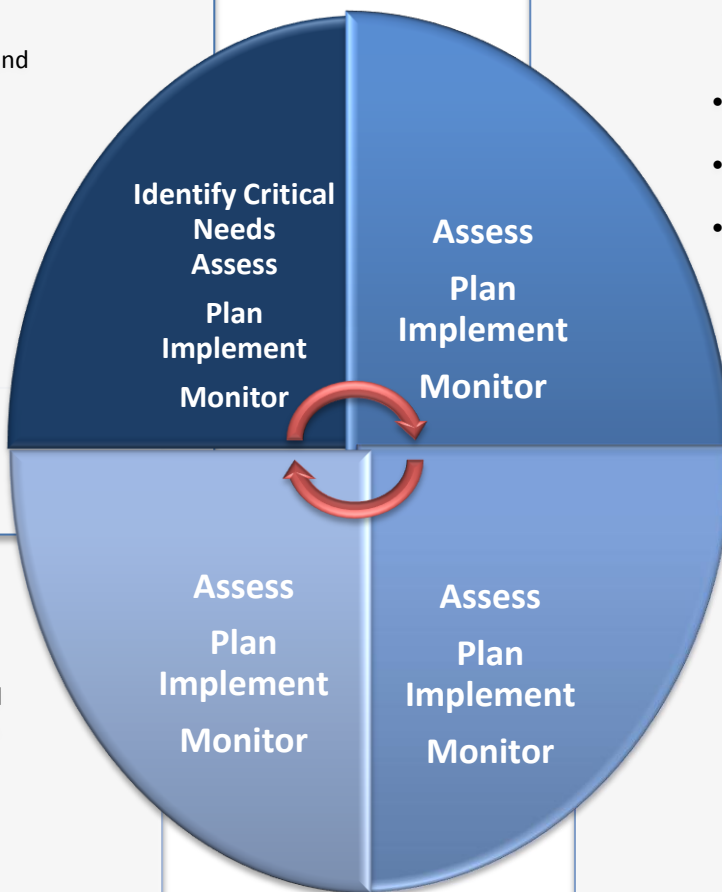 nd
•
•
•
Identify Critical
Needs
Assess
Plan
Implement
Monitor
Assess
Plan
Implement
Monitor
Assess
Plan
Implement
Monitor
Assess
Plan
Implement
Monitor